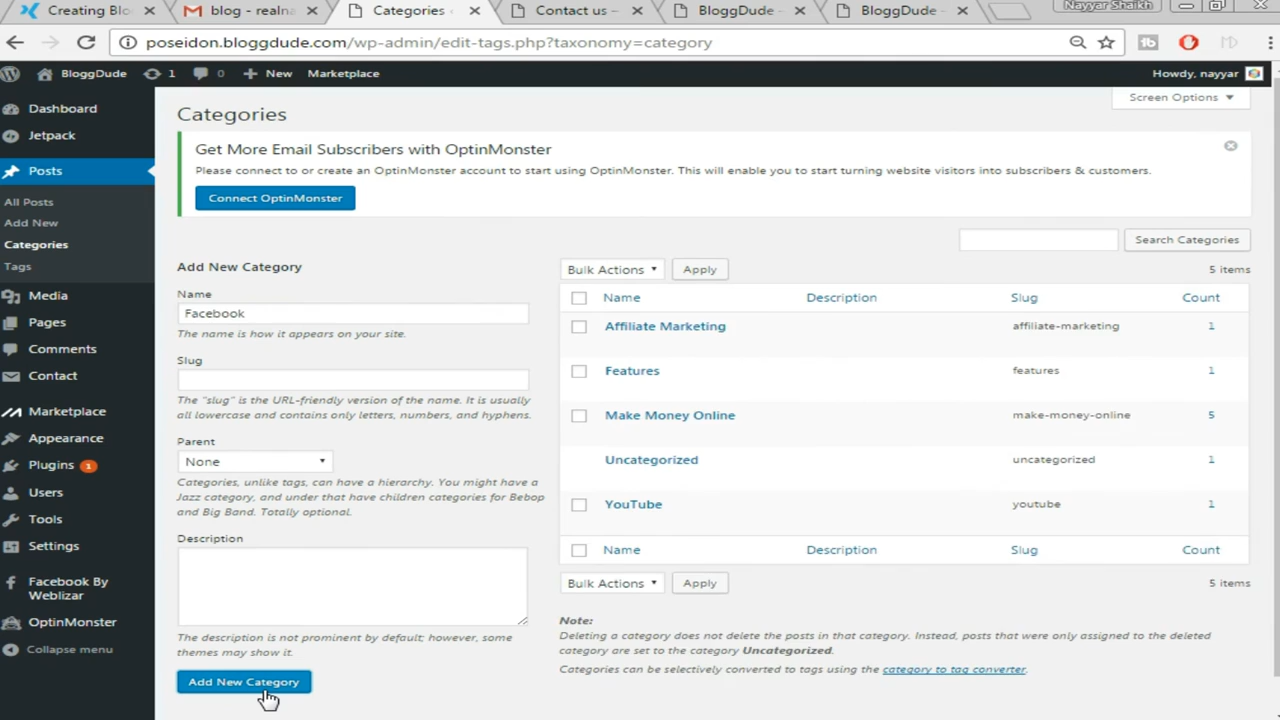 Creating Blo
blog - realna
Categories
Contact us –
BloggDude –
BloggDude –
Nayyar Shaikh
poseidon.bloggdude.com/wp-admin/edit-tags.php?taxonomy=category
BloggDude 1 0 New Marketplace
Howdy, nayyar
Dashboard
Jetpack
Posts
All Posts
Add New
Categories
Tags
Media
Pages
Comments
Contact
Marketplace
Appearance
Plugins 1
Users
Tools
Settings
Facebook By
Weblizar
OptinMonster
Collapse menu
Categories
Screen Options
Get More Email Subscribers with OptinMonster
Please connect to or create an OptinMonster account to start using OptinMonster. This will enable you to start turning website visitors into subscribers & customers.
Connect OptinMonster
Search Categories
Add New Category
Name
Facebook
The name is how it appears on your site.
Slug
The "slug" is the URL-friendly version of the name. It is usually
all lowercase and contains only letters, numbers, and hyphens.
Parent
None
Categories, unlike tags, can have a hierarchy. You might have a
Jazz category, and under that have children categories for Bebop
and Big Band. Totally optional.
Description
The description is not prominent by default; however, some
themes may show it.
Add New Category
Bulk Actions Apply 5 items
Name Description Slug Count
Affiliate Marketing affiliate-marketing 1
Features features 1
Make Money Online make-money-online 5
Uncategorized uncategorized 1
YouTube youtube 1
Name Description Slug Count
Bulk Actions Apply 5 items
Note:
Deleting a category does not delete the posts in that category. Instead, posts that were only assigned to the deleted
category are set to the category Uncategorized.
Categories can be selectively converted to tags using the category to tag converter.